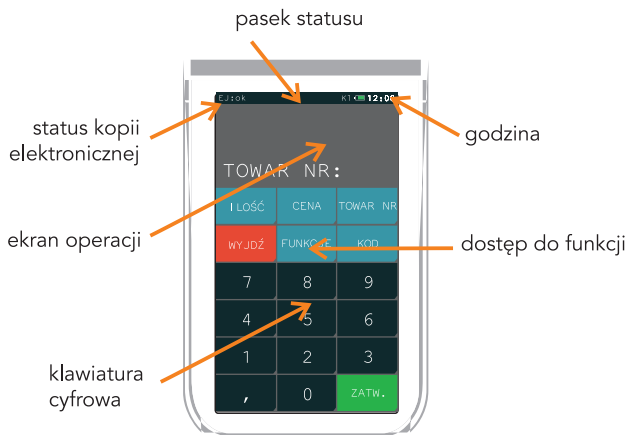 pasek statusu
EJ:ok K1 12:00
status kopii
elektronicznej
godzina
TOWAR NR:
ILOŚĆ CENA TOWAR NR
ekran operacji
WYJDŹ FUNKCJE KOD
dostęp do funkcji
7 8 9
4 5 6
1 2 3
klawiatura
cyfrowa
, 0 ZATW.